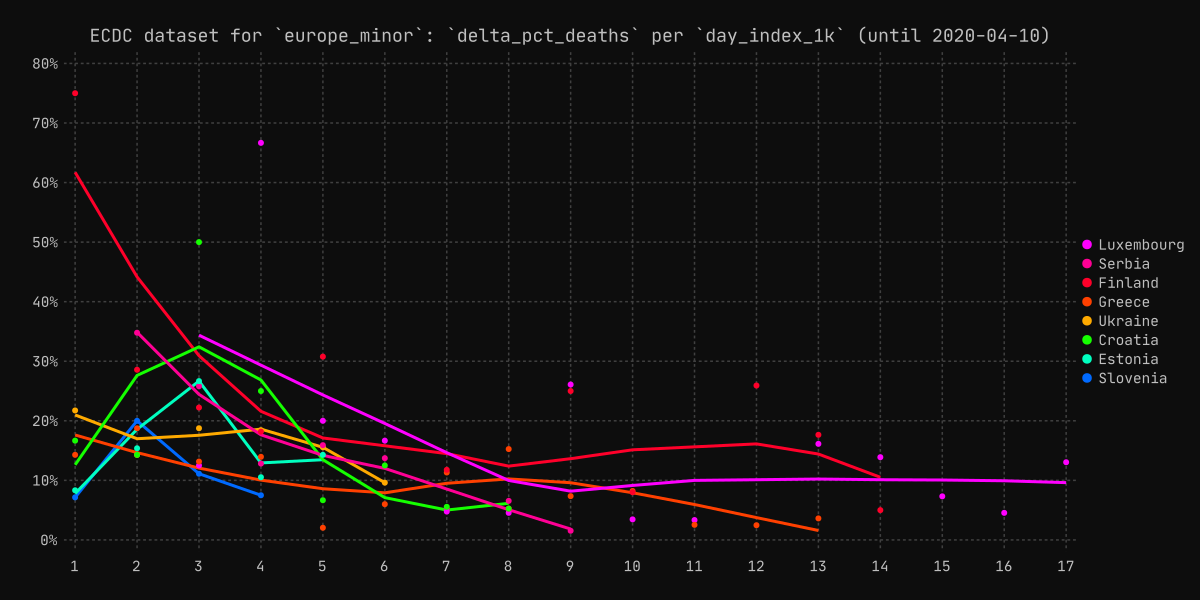 ECDC dataset for `europe_minor`: `delta_pct_deaths` per `day_index_1k` (until 2020-04-10)
80%
70%
60%
50%
40%
30%
20%
10%
0%
1 2 3 4 5 6 7 8 9 10 11 12 13 14 15 16 17
Luxembourg
Serbia
Finland
Greece
Ukraine
Croatia
Estonia
Slovenia